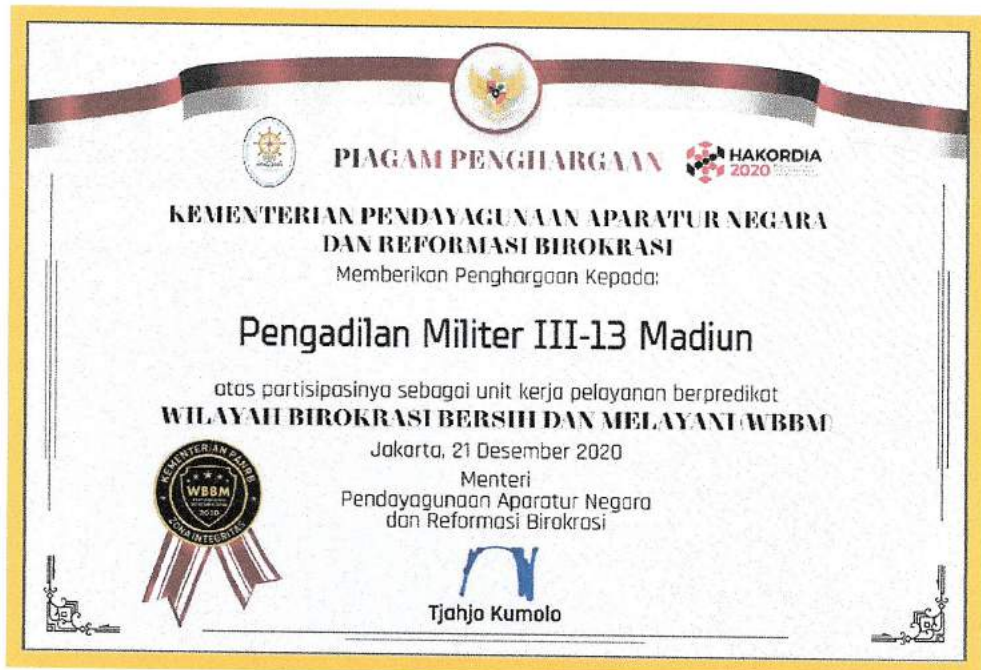 PIAGAM PENGHARGAAN
HAKORDIA
2020
KEMENTERIAN PENDAYAGUNAAN APARATUR NEGARA
DAN REFORMASI BIROKRASI
Memberikan Penghargaan Kepada:
Pengadilan Militer III-13 Madiun
atas partisipasinya sebagai unit kerja pelayanan berpredikat
WILAYAH BIROKRASI BERSIH DAN MELAYANI (WBBM)
Jakarta, 21 Desember 2020
Menteri
Pendayagunaan Aparatur Negara
dan Reformasi Birokrasi
KEMENTERIAN PANRB
WBBM
2020
ZONA INTEGRITAS
Tjahjo Kumolo